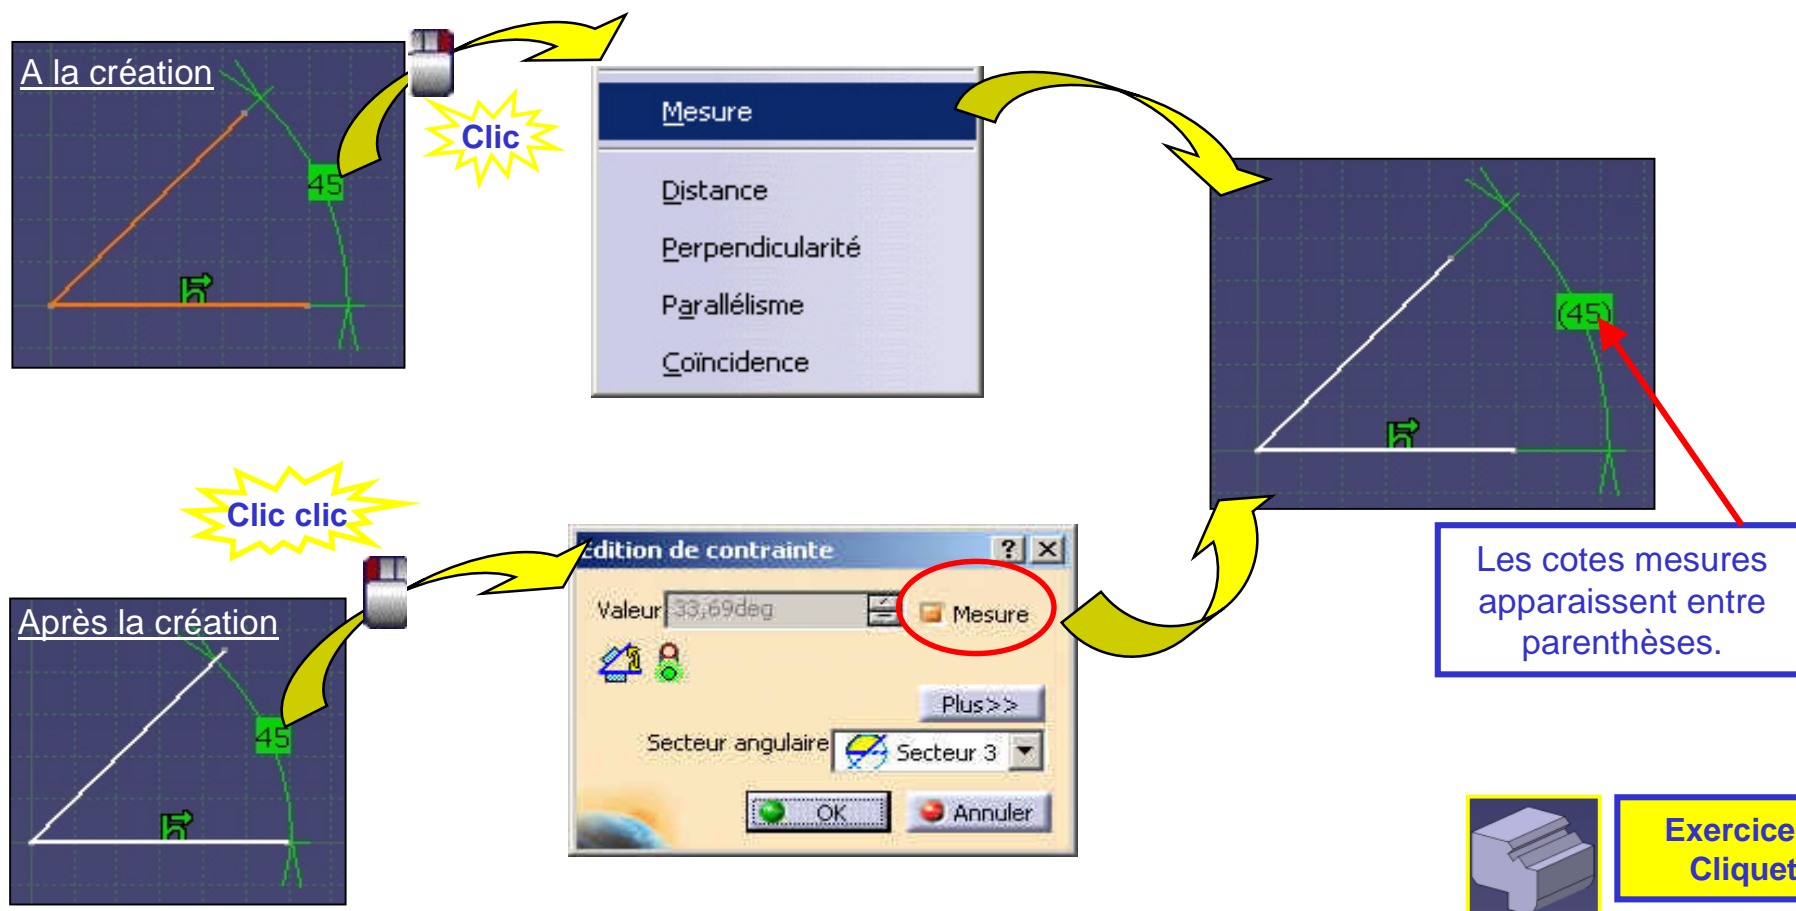 A la création
45
Clic
Mesure
Distance
Perpendicularité
Parallélisme
Coïncidence
(45)
Les cotes mesures
apparaissent entre
parenthèses.
Clic clic
Après la création
45
Edition de contrainte
Valeur 33,69deg
Mesure
Plus>>
Secteur angulaire Secteur 3
OK Annuler
Exercice
Cliquet